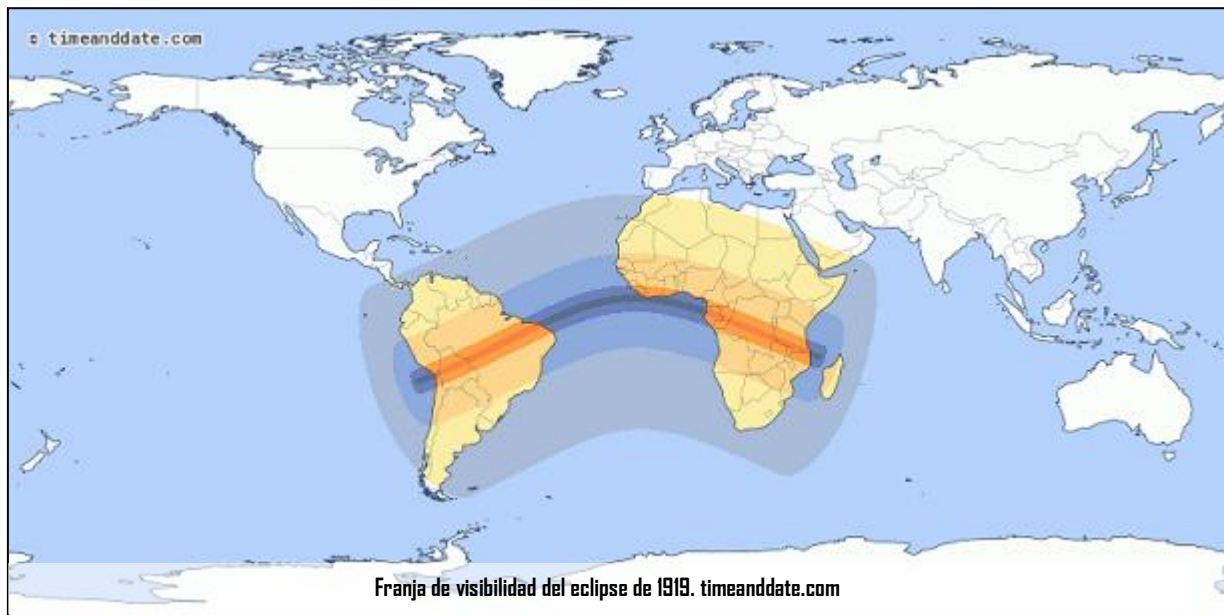 © timeanddate.com
Franja de visibilidad del eclipse de 1919. timeanddate.com